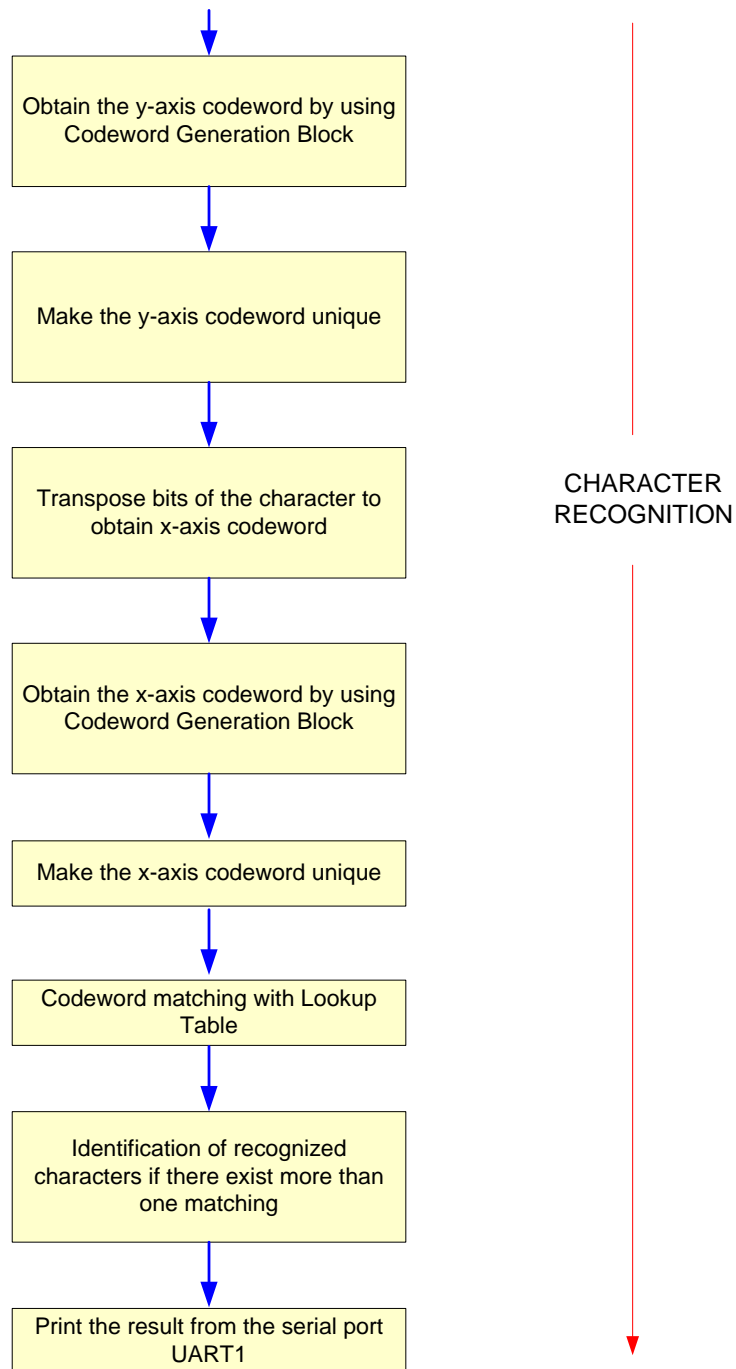 Obtain the y-axis codeword by using
Codeword Generation Block
Make the y-axis codeword unique
Transpose bits of the character to
obtain x-axis codeword
CHARACTER
RECOGNITION
Obtain the x-axis codeword by using
Codeword Generation Block
Make the x-axis codeword unique
Codeword matching with Lookup
Table
Identification of recognized
characters if there exist more than
one matching
Print the result from the serial port
UART1